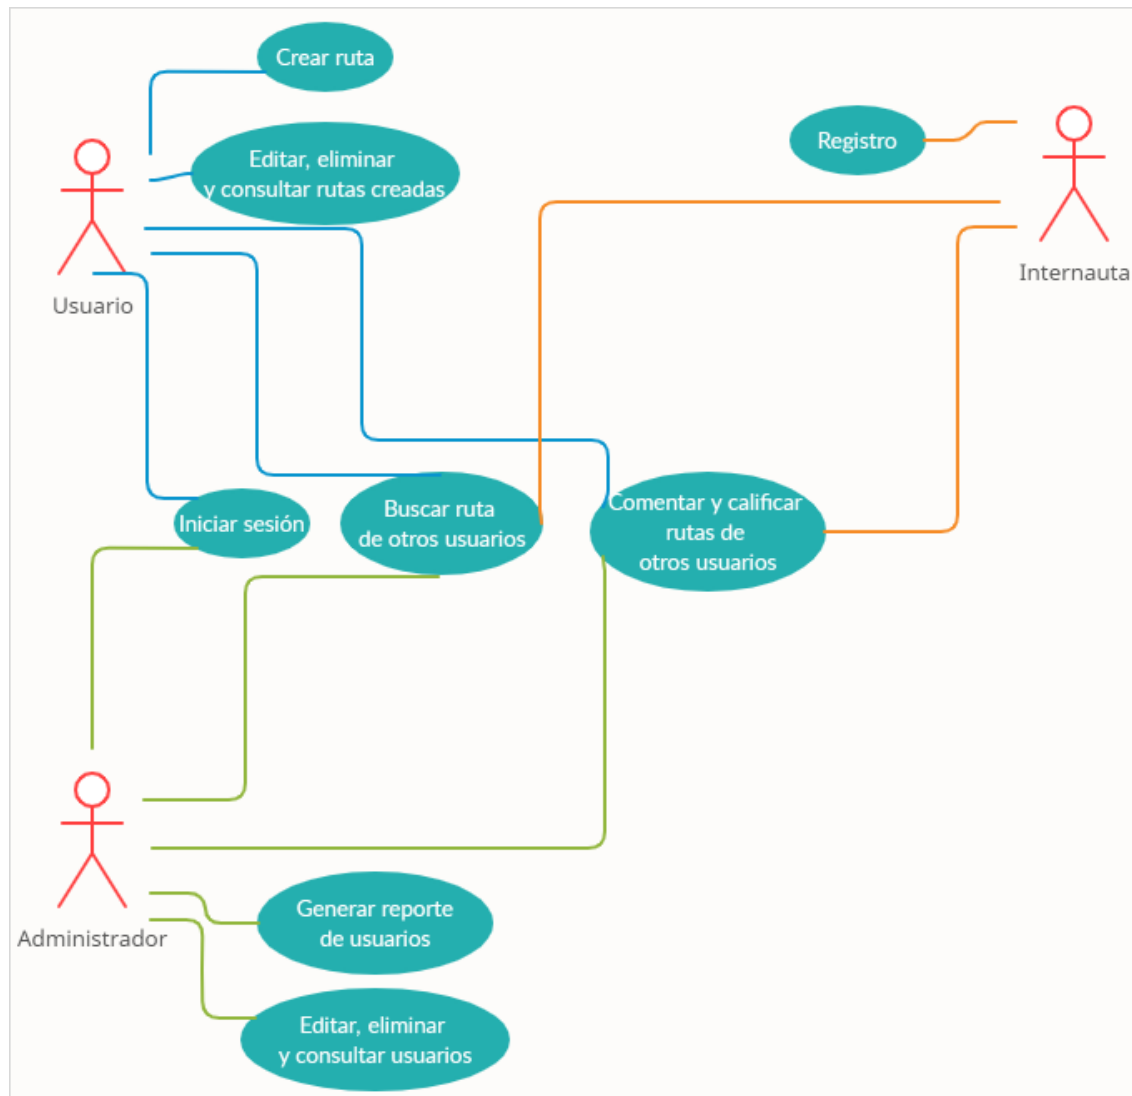 Crear ruta
Registro
Editar, eliminar
y consultar rutas creadas
Internauta
Usuario
Iniciar sesión
Buscar ruta
de otros usuarios
Comentar y calificar
rutas de
otros usuarios
Administrador
Generar reporte
de usuarios
Editar, eliminar
y consultar usuarios